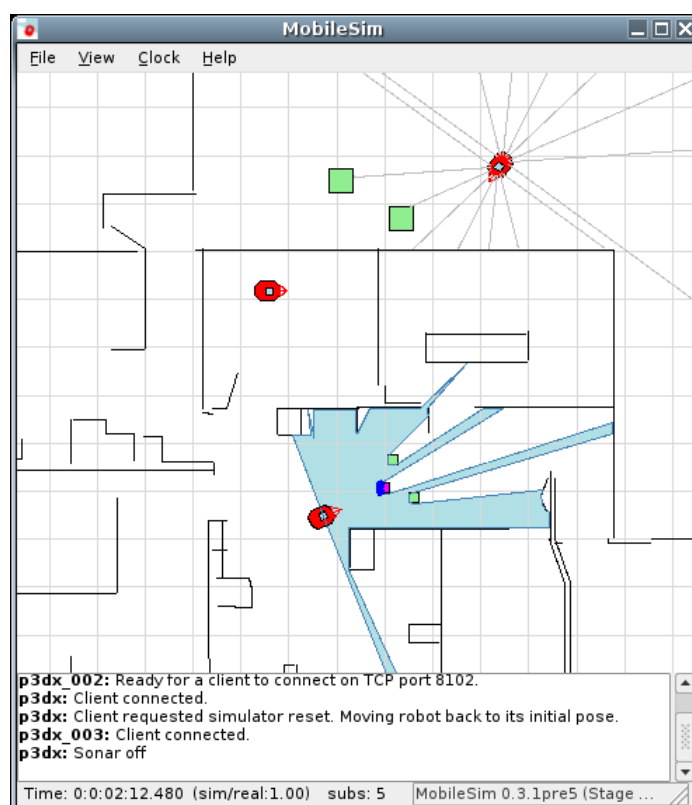 MobileSim
File View Clock Help
p3dx_002: Ready for a client to connect on TCP port 8102.
p3dx: Client connected.
p3dx: Client requested simulator reset. Moving robot back to its initial pose.
p3dx_003: Client connected.
p3dx: Sonar off
Time: 0:0:02:12.480 (sim/real:1.00) subs: 5 MobileSim 0.3.1pre5 (Stage ...